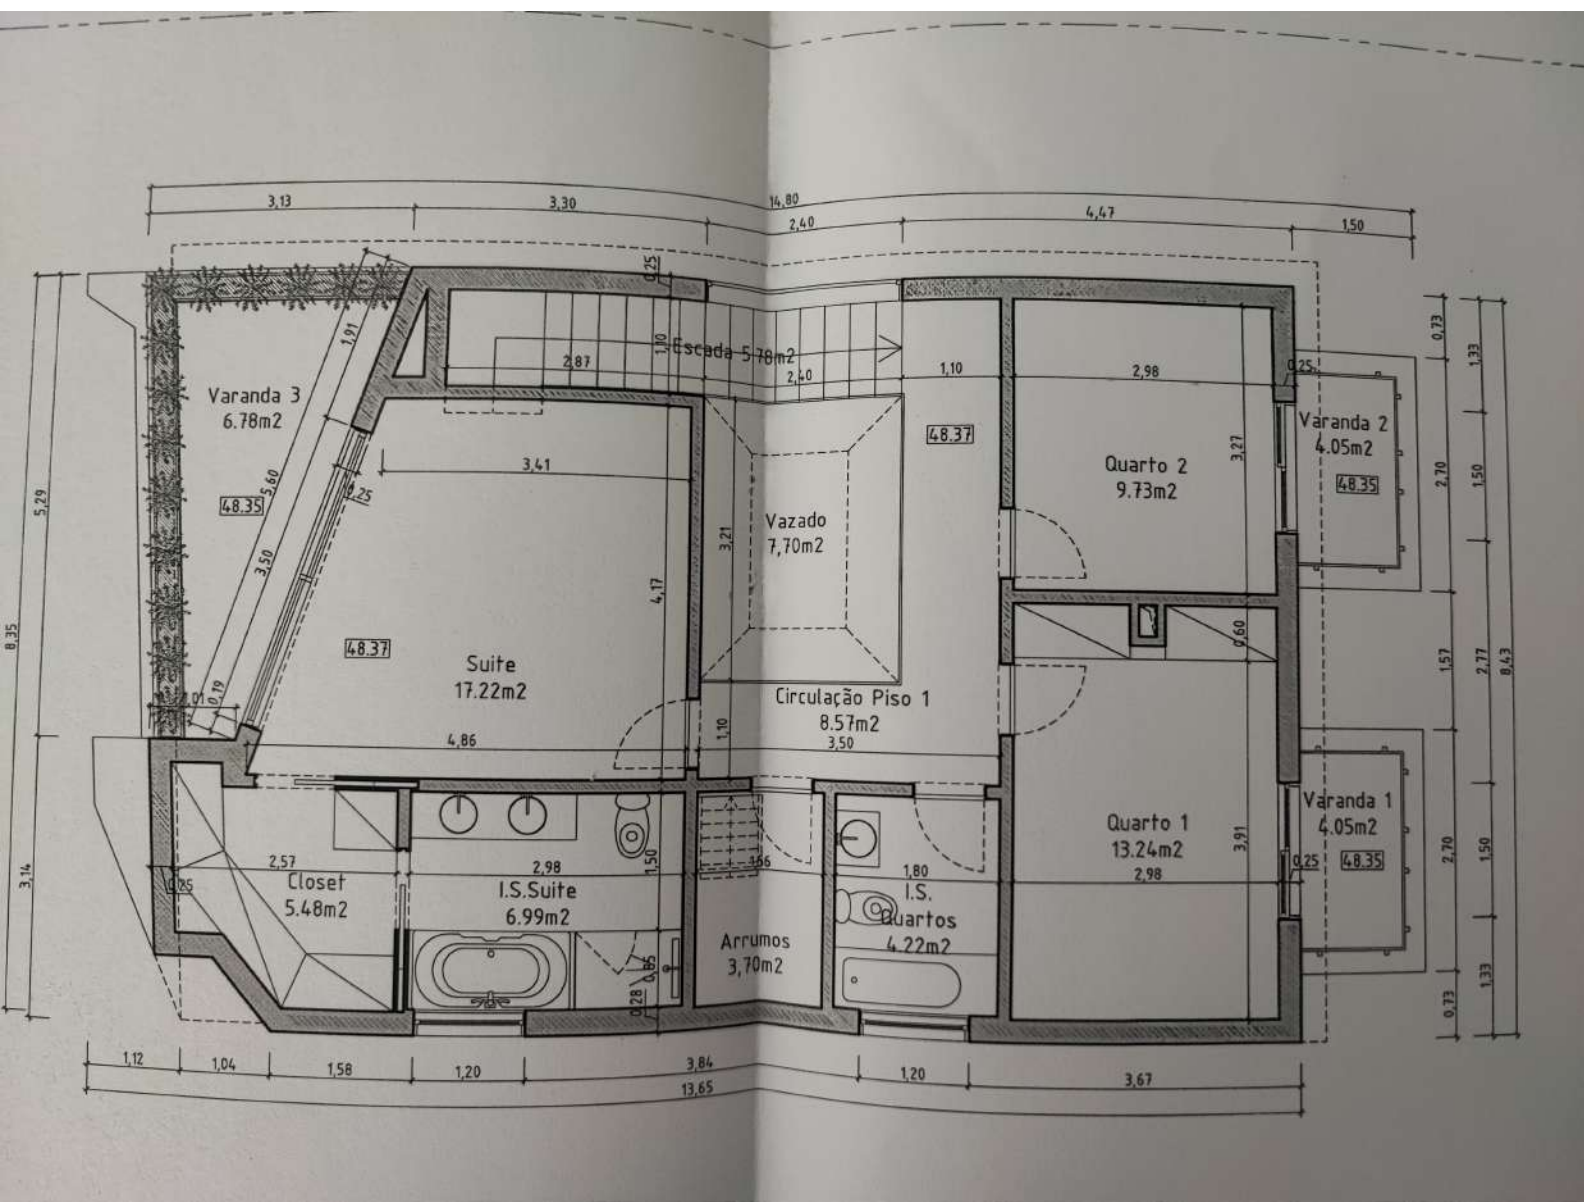 14,80
3,13
3,30
2,40
4,47
1,50
0,25
1,91
Varanda 3
6.78m2
48.35
5,60
3,50
0,25
1,10
Escada 5.78m2
2,87
2,40
1,10
48.37
2,98
0,25
Quarto 2
9.73m2
3,27
Varanda 2
4.05m2
48.35
0,73
1,33
2,70
1,50
3,41
Vazado
7,70m2
3,21
4,17
48.37
Suite
17.22m2
5,29
8,35
0,19
4,86
1,10
Circulação Piso 1
8.57m2
3,50
0,60
1,57
2,77
8,43
Quarto 1
13.24m2
3,91
2,98
0,25
Varanda 1
4.05m2
48.35
2,70
1,50
1,33
0,73
3,14
2,57
0,25
Closet
5.48m2
2,98
I.S.Suite
6.99m2
1,50
0,85
0,28
Arrumos
3,70m2
1,80
I.S.
Quartos
4.22m2
1,12
1,04
1,58
1,20
3,84
1,20
3,67
13,65